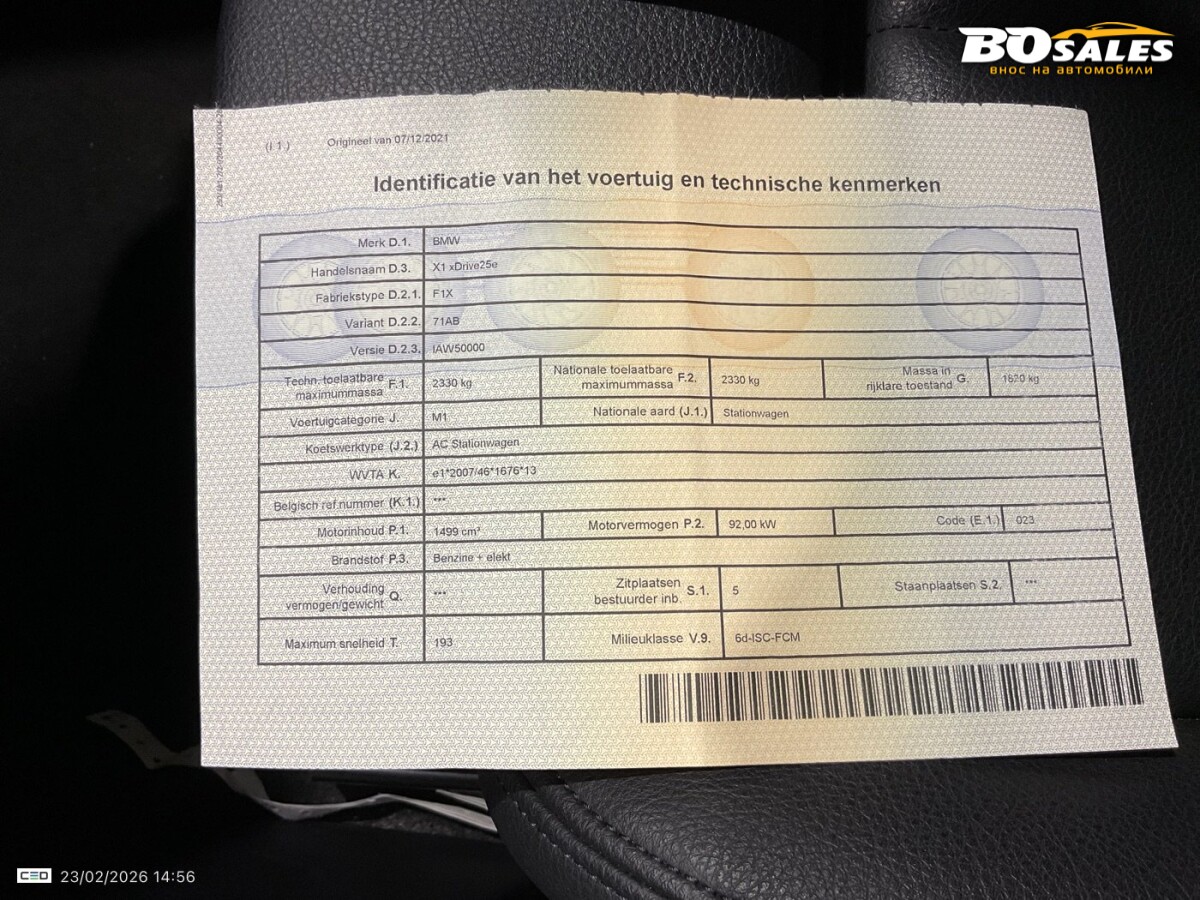 BOSALES
ВНОС НА АВТОМОБИЛИ
(I 1) Origineel van 07/12/2021
Identificatie van het voertuig en technische kenmerken
Merk D.1. BMW
Handelsnaam D.3. X1 xDrive25e
Fabriekstype D.2.1. F1X
Variant D.2.2. 71AB
Versie D.2.3. IAW50000
Techn. toelaatbare maximummassa F.1. 2330 kg Nationale toelaatbare maximummassa F.2. 2330 kg Massa in rijklare toestand G. 1820 kg
Voertuigcategorie J. M1 Nationale aard (J.1.) Stationwagen
Koetswerktype (J.2.) AC Stationwagen
WVTA K. e1*2007/46*1676*13
Belgisch ref.nummer (K.1.) ***
Motorinhoud P.1. 1499 cm³ Motorvermogen P.2. 92,00 kW Code (E.1.) 023
Brandstof P.3. Benzine + elekt
Verhouding vermogen/gewicht Q. *** Zitplaatsen bestuurder inb. S.1. 5 Staanplaatsen S.2. ***
Maximum snelheid T. 193 Milieuklasse V.9. 6d-ISC-FCM
CEO 23/02/2026 14:56